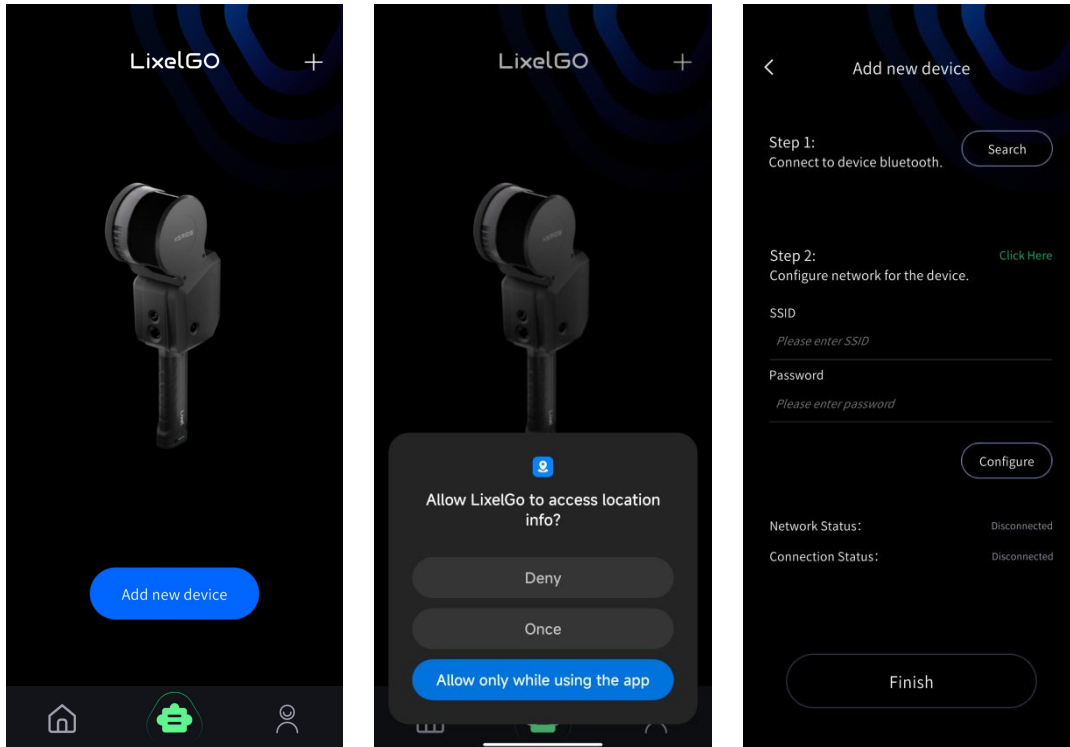 LixelGO
Add new device
LixelGO
Allow LixelGo to access location
info?
Deny
Once
Allow only while using the app
Add new device
Step 1:
Connect to device bluetooth.
Search
Step 2:
Click Here
Configure network for the device.
SSID
Please enter SSID
Password
Please enter password
Configure
Network Status:
Disconnected
Connection Status:
Disconnected
Finish